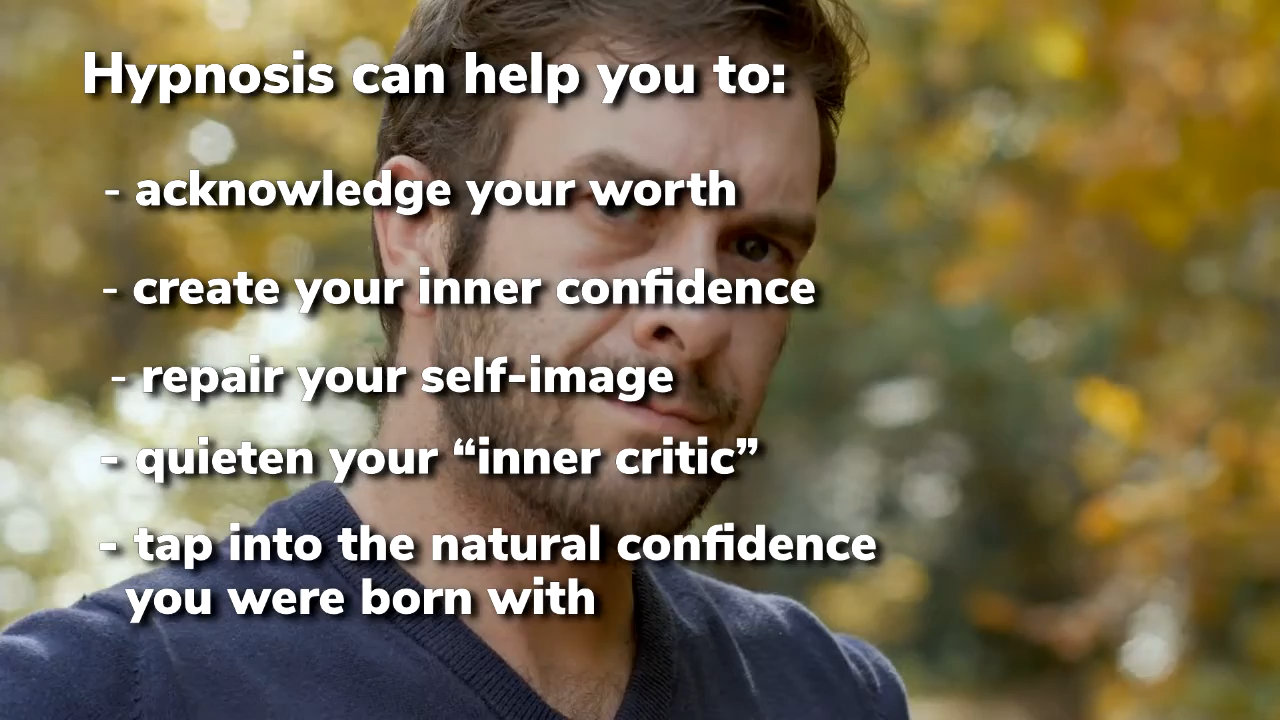 Hypnosis can help you to:
- acknowledge your worth
- create your inner confidence
- repair your self-image
- quieten your “inner critic”
- tap into the natural confidence
you were born with